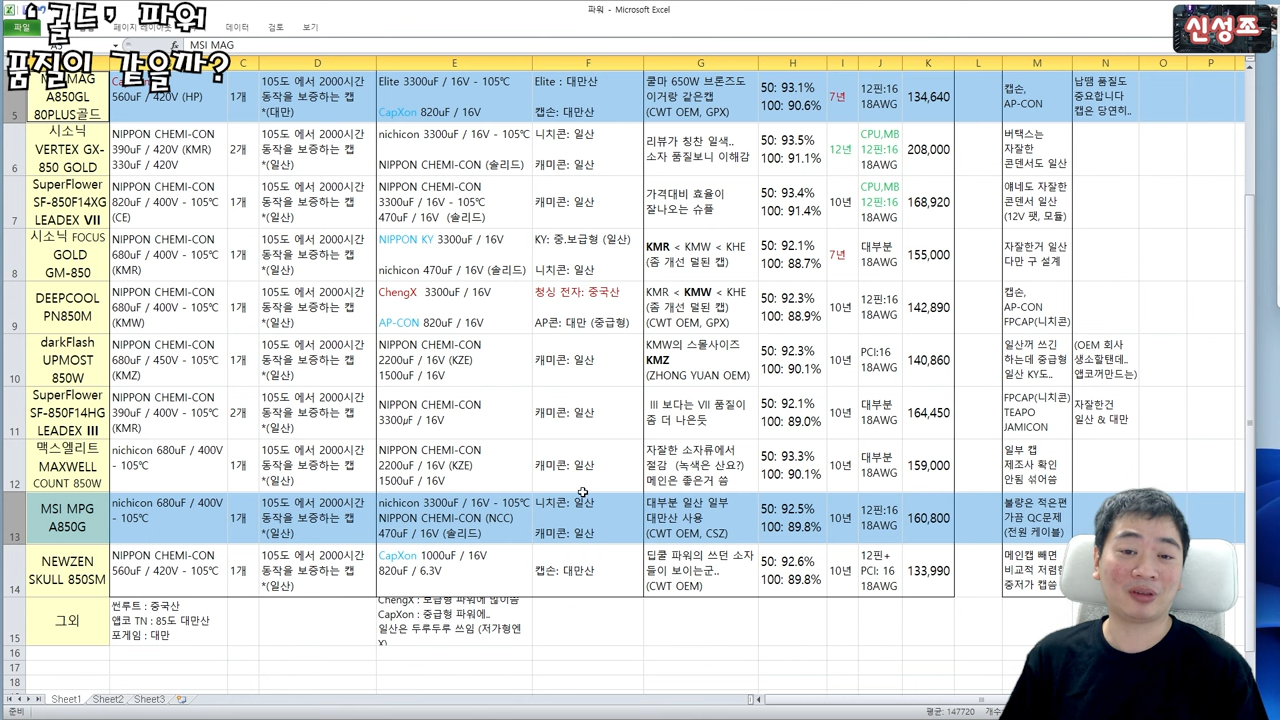 '골드' 파워
품질이 같을까?
신성조
파워 - Microsoft Excel
파일
페이지 레이아웃
데이터
검토
보기
MSI MAG
C D E F G H I J K L M N O P
5
MSI MAG
A850GL
80PLUS골드
560uF / 420V (HP)
1개
105도 에서 2000시간
동작을 보증하는 캡
*(대만)
Elite 3300uF / 16V - 105℃
CapXon 820uF / 16V
Elite : 대만산
캡손: 대만산
쿨마 650W 브론즈도
이거랑 같은캡
(CWT OEM, GPX)
50: 93.1%
100: 90.6%
7년
12핀:16
18AWG
134,640
캡손,
AP-CON
납땜 품질도
중요합니다
캡은 당연히..
6
시소닉
VERTEX GX-
850 GOLD
NIPPON CHEMI-CON
390uF / 420V (KMR)
330uF / 420V
2개
105도 에서 2000시간
동작을 보증하는 캡
*(일산)
nichicon 3300uF / 16V - 105℃
NIPPON CHEMI-CON (솔리드)
니치콘: 일산
캐미콘: 일산
리뷰가 칭찬 일색..
소자 품질보니 이해감
50: 93.5%
100: 91.1%
12년
CPU,MB
12핀:16
18AWG
208,000
버텍스는
자잘한
콘덴서도 일산
7
SuperFlower
SF-850F14XG
LEADEX Ⅶ
NIPPON CHEMI-CON
820uF / 400V - 105℃
(CE)
1개
105도 에서 2000시간
동작을 보증하는 캡
*(일산)
NIPPON CHEMI-CON
3300uF / 16V - 105℃
470uF / 16V (솔리드)
캐미콘: 일산
가격대비 효율이
잘나오는 슈플
50: 93.4%
100: 91.4%
10년
CPU,MB
12핀:16
18AWG
168,920
얘네도 자잘한
콘덴서 일산
(12V 팻, 모듈)
8
시소닉 FOCUS
GOLD
GM-850
NIPPON CHEMI-CON
680uF / 400V - 105℃
(KMR)
1개
105도 에서 2000시간
동작을 보증하는 캡
*(일산)
NIPPON KY 3300uF / 16V
nichicon 470uF / 16V (솔리드)
KY: 중,보급형 (일산)
니치콘: 일산
KMR < KMW < KHE
(좀 개선 덜된 캡)
50: 92.1%
100: 88.7%
7년
대부분
18AWG
155,000
자잘한거 일산
다만 구 설계
9
DEEPCOOL
PN850M
NIPPON CHEMI-CON
680uF / 400V - 105℃
(KMW)
1개
105도 에서 2000시간
동작을 보증하는 캡
*(일산)
ChengX 3300uF / 16V
AP-CON 820uF / 16V
청싱 전자: 중국산
AP콘: 대만 (중급형)
KMR < KMW < KHE
(좀 개선 덜된 캡)
(CWT OEM, GPX)
50: 92.3%
100: 88.9%
10년
12핀:16
18AWG
142,890
캡손,
AP-CON
FPCAP(니치콘)
10
darkFlash
UPMOST
850W
NIPPON CHEMI-CON
680uF / 450V - 105℃
(KMZ)
1개
105도 에서 2000시간
동작을 보증하는 캡
*(일산)
NIPPON CHEMI-CON
2200uF / 16V (KZE)
1500uF / 16V
캐미콘: 일산
KMW의 스몰사이즈
KMZ
(ZHONG YUAN OEM)
50: 92.3%
100: 90.1%
10년
PCI:16
18AWG
140,860
일산꺼 쓰긴
하는데 중급형
일산 KY도..
(OEM 회사
생소할텐데..
앱코꺼만드는)
11
SuperFlower
SF-850F14HG
LEADEX Ⅲ
NIPPON CHEMI-CON
390uF / 400V - 105℃
(KMR)
2개
105도 에서 2000시간
동작을 보증하는 캡
*(일산)
NIPPON CHEMI-CON
3300μF / 16V
캐미콘: 일산
Ⅲ 보다는 Ⅶ 품질이
좀 더 나은듯
50: 92.1%
100: 89.0%
10년
대부분
18AWG
164,450
FPCAP(니치콘)
TEAPO
JAMICON
자잘한건
일산 & 대만
12
맥스엘리트
MAXWELL
COUNT 850W
nichicon 680uF / 400V
- 105℃
1개
105도 에서 2000시간
동작을 보증하는 캡
*(일산)
NIPPON CHEMI-CON
2200uF / 16V (KZE)
1500uF / 16V
캐미콘: 일산
자잘한 소자류에서
절감 (녹색은 산요?)
메인은 좋은거 씀
50: 93.3%
100: 90.1%
10년
대부분
18AWG
159,000
일부 캡
제조사 확인
안됨 섞어씀
13
MSI MPG
A850G
nichicon 680uF / 400V
- 105℃
1개
105도 에서 2000시간
동작을 보증하는 캡
*(일산)
nichicon 3300uF / 16V - 105℃
NIPPON CHEMI-CON (NCC)
470uF / 16V (솔리드)
니치콘: 일산
캐미콘: 일산
대부분 일산 일부
대만산 사용
(CWT OEM, CSZ)
50: 92.5%
100: 89.8%
10년
12핀:16
18AWG
160,800
불량은 적은편
가끔 QC문제
(전원 케이블)
14
NEWZEN
SKULL 850SM
NIPPON CHEMI-CON
560uF / 420V - 105℃
1개
105도 에서 2000시간
동작을 보증하는 캡
*(일산)
CapXon 1000uF / 16V
820uF / 6.3V
캡손: 대만산
딥쿨 파워의 쓰던 소자
들이 보이는군..
(CWT OEM)
50: 92.6%
100: 89.8%
10년
12핀+
PCI: 16
18AWG
133,990
메인캡 빼면
비교적 저렴한
중저가 캡씀
15
그외
썬루트 : 중국산
앱코 TN : 85도 대만산
포게임 : 대만
ChengX : 보급형 파워에 많이씀
CapXon : 중급형 파워에..
일산은 두루두루 쓰임 (저가형엔
X)
16
17
18
Sheet1 Sheet2 Sheet3
준비
평균: 147720